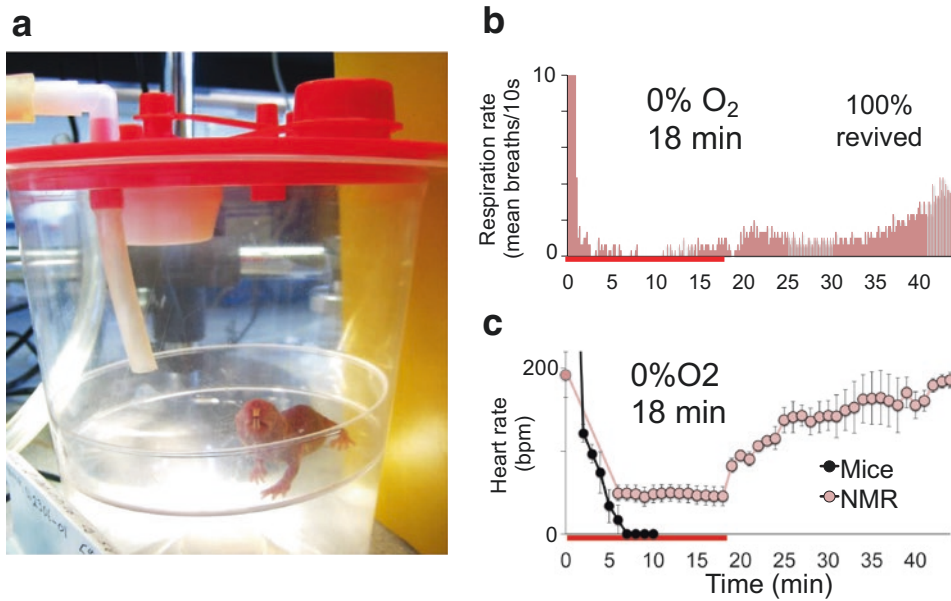 a
b
Respiration rate
(mean breaths/10s
10
0
0% O₂
18 min
100%
revived
0 5 10 15 20 25 30 35 40
c
Heart rate
(bpm)
200
0
0%O2
18 min
Mice
NMR
0 5 10 15 20 25 30 35 40
Time (min)